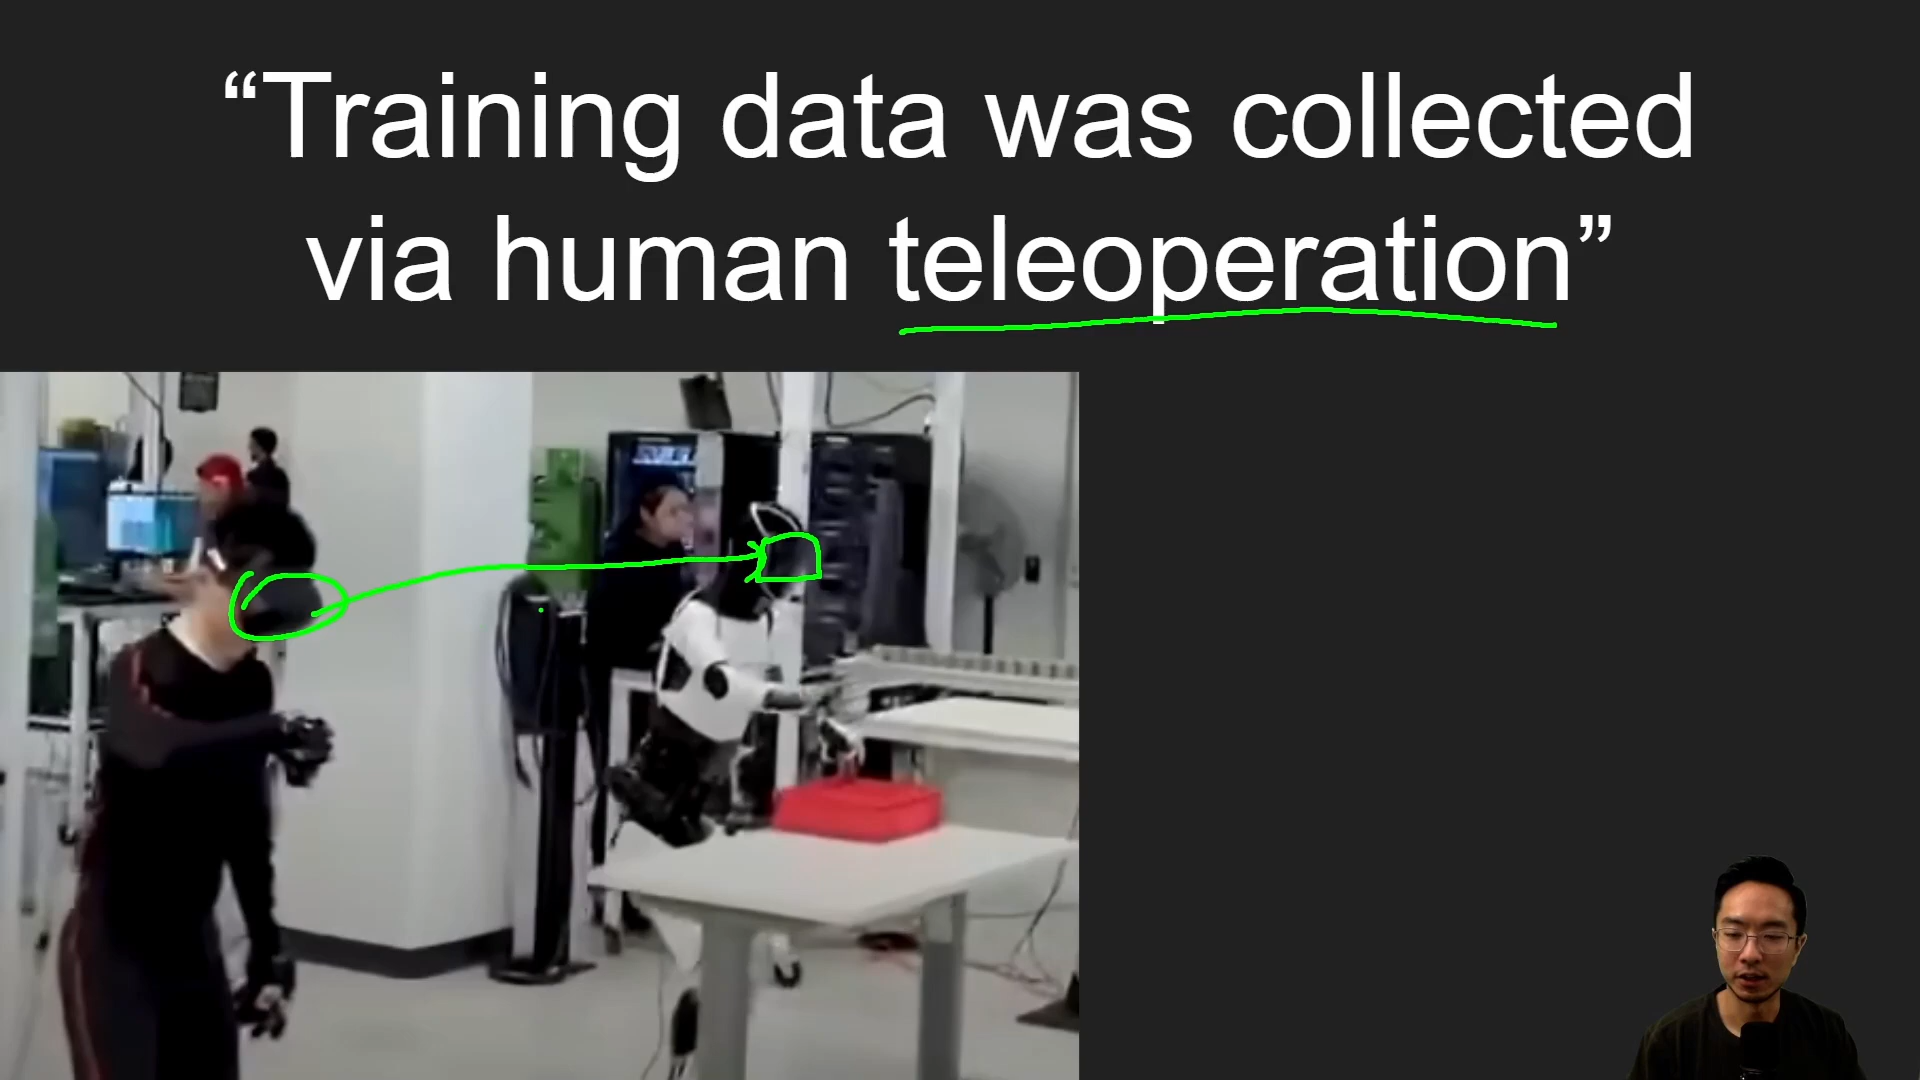 “Training data was collected
via human teleoperation”